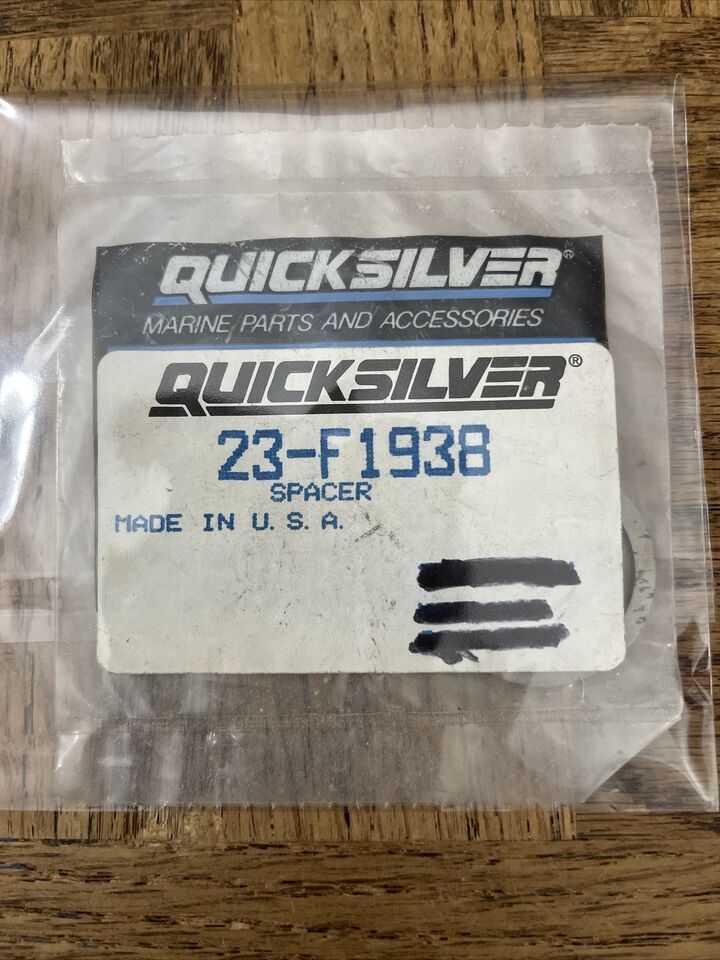 QUICKSILVER®
MARINE PARTS AND ACCESSORIES
QUICKSILVER®
23-F1938
SPACER
MADE IN U.S.A.